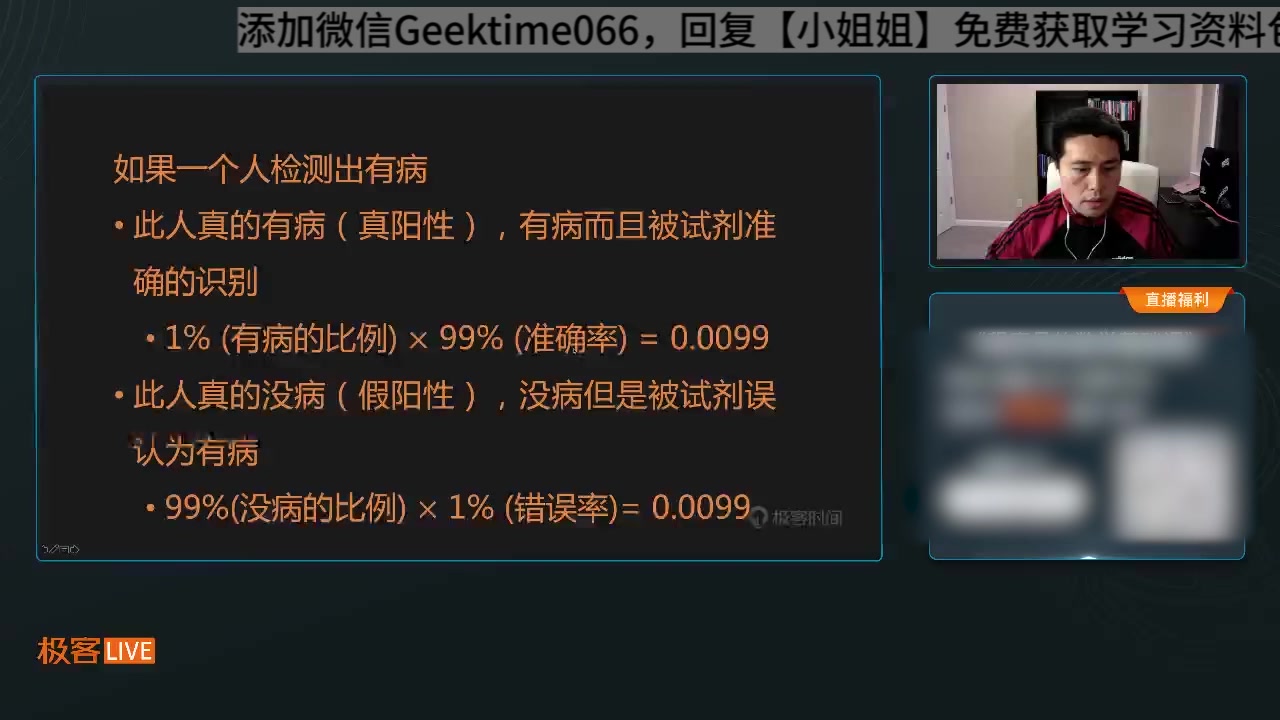 添加微信Geektime066，回复【小姐姐】免费获取学习资料包
如果一个人检测出有病
• 此人真的有病（真阳性），有病而且被试剂准
确的识别
• 1% (有病的比例) × 99% (准确率) = 0.0099
• 此人真的没病（假阳性），没病但是被试剂误
认为有病
• 99%(没病的比例) × 1% (错误率)= 0.0099
极客时间
直播福利
极客LIVE